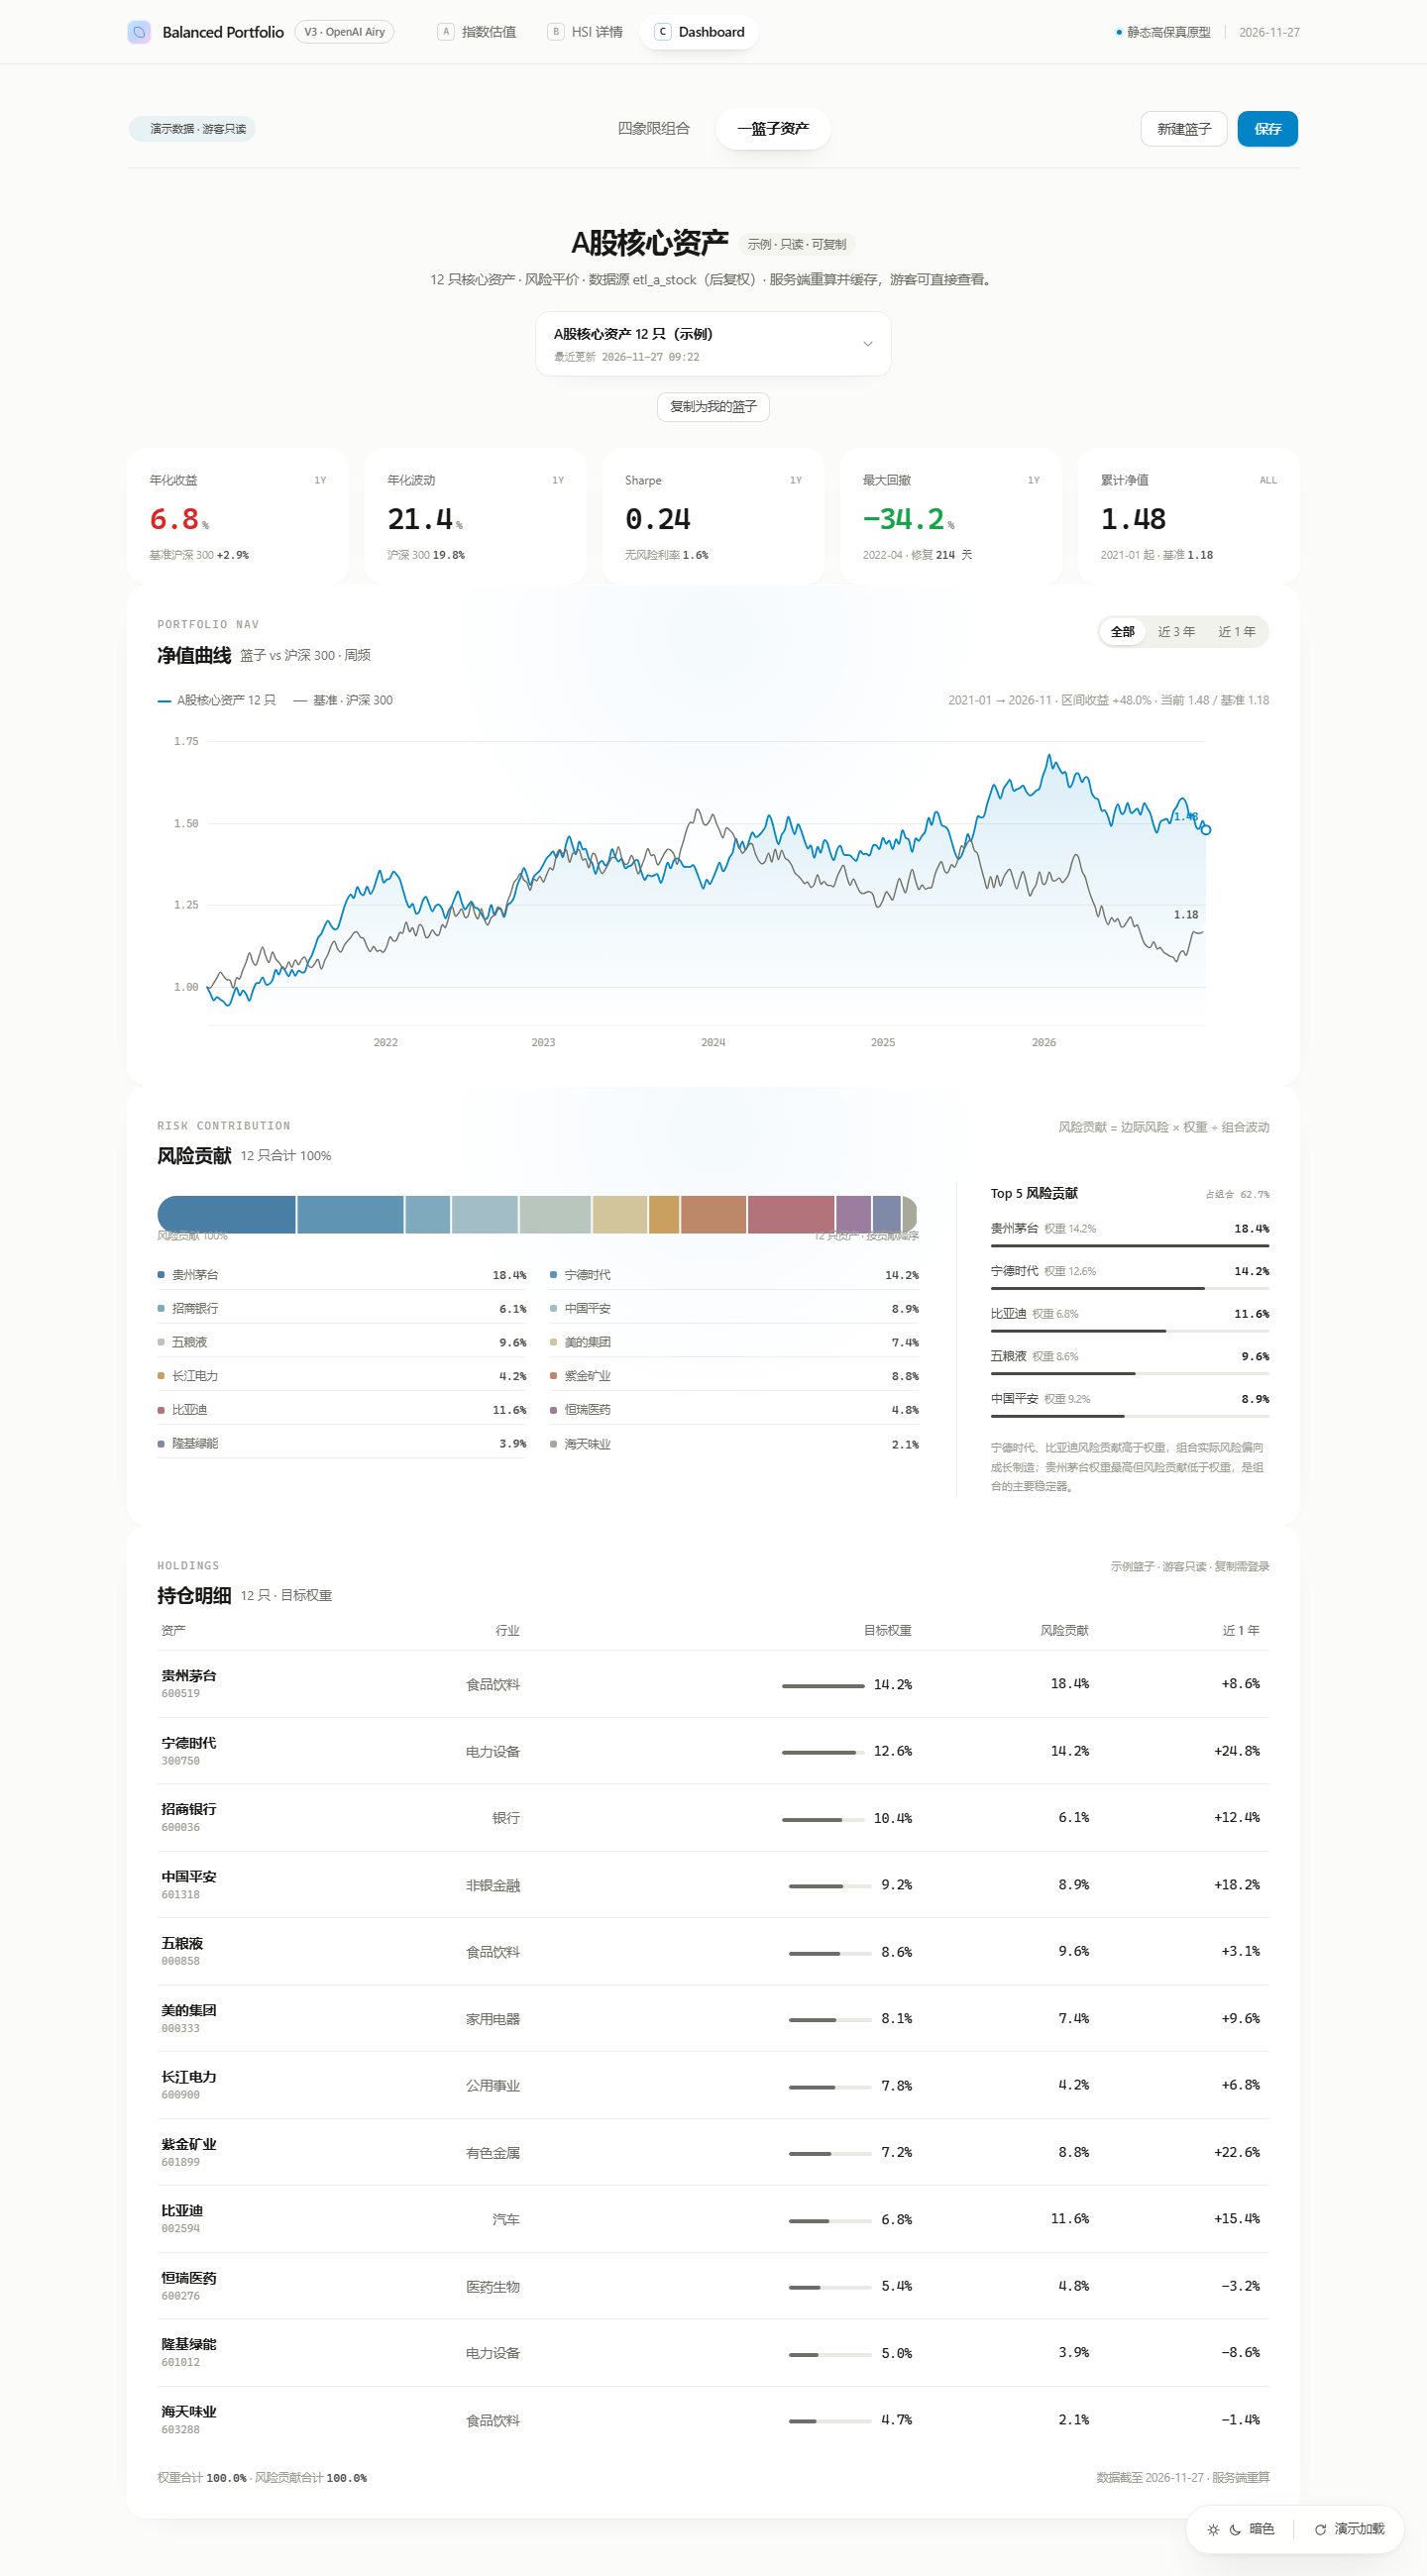 Balanced Portfolio V3 · OpenAI Airy A 指数估值 B HSI 详情 C Dashboard 静态高保真原型 2026-11-27
演示数据 · 游客只读 四象限组合 一篮子资产 新建篮子 保存
A股核心资产 示例 · 只读 · 可复制
12 只核心资产 · 风险平价 · 数据源 etl_a_stock（后复权）· 服务端重算并缓存，游客可直接查看。
A股核心资产 12 只（示例）
最近更新 2026-11-27 09:22
复制为我的篮子
年化收益 1Y
6.8%
基准沪深 300 +2.9%
年化波动 1Y
21.4%
沪深 300 19.8%
Sharpe 1Y
0.24
无风险利率 1.6%
最大回撤 1Y
−34.2%
2022-04 · 修复 214 天
累计净值 ALL
1.48
2021-01 起 · 基准 1.18
PORTFOLIO NAV
净值曲线 篮子 vs 沪深 300 · 周频
全部 近 3 年 近 1 年
A股核心资产 12 只 基准 · 沪深 300
2021-01 → 2026-11 · 区间收益 +48.0% · 当前 1.48 / 基准 1.18
1.75
1.50
1.25
1.00
1.48
1.18
2022 2023 2024 2025 2026
RISK CONTRIBUTION
风险贡献 12 只合计 100%
风险贡献 = 边际风险 × 权重 ÷ 组合波动
风险贡献 100% 12 只资产 · 按贡献降序
贵州茅台 18.4% 宁德时代 14.2%
招商银行 6.1% 中国平安 8.9%
五粮液 9.6% 美的集团 7.4%
长江电力 4.2% 紫金矿业 8.8%
比亚迪 11.6% 恒瑞医药 4.8%
隆基绿能 3.9% 海天味业 2.1%
Top 5 风险贡献 占组合 62.7%
贵州茅台 权重 14.2% 18.4%
宁德时代 权重 12.6% 14.2%
比亚迪 权重 6.8% 11.6%
五粮液 权重 8.6% 9.6%
中国平安 权重 9.2% 8.9%
宁德时代、比亚迪风险贡献高于权重，组合实际风险偏向
成长制造；贵州茅台权重最高但风险贡献低于权重，是组
合的主要稳定器。
HOLDINGS
持仓明细 12 只 · 目标权重
示例篮子 · 游客只读 · 复制需登录
资产 行业 目标权重 风险贡献 近 1 年
贵州茅台
600519 食品饮料 14.2% 18.4% +8.6%
宁德时代
300750 电力设备 12.6% 14.2% +24.8%
招商银行
600036 银行 10.4% 6.1% +12.4%
中国平安
601318 非银金融 9.2% 8.9% +18.2%
五粮液
000858 食品饮料 8.6% 9.6% +3.1%
美的集团
000333 家用电器 8.1% 7.4% +9.6%
长江电力
600900 公用事业 7.8% 4.2% +6.8%
紫金矿业
601899 有色金属 7.2% 8.8% +22.6%
比亚迪
002594 汽车 6.8% 11.6% +15.4%
恒瑞医药
600276 医药生物 5.4% 4.8% −3.2%
隆基绿能
601012 电力设备 5.0% 3.9% −8.6%
海天味业
603288 食品饮料 4.7% 2.1% −1.4%
权重合计 100.0% · 风险贡献合计 100.0%
数据截至 2026-11-27 · 服务端重算
暗色 演示加载